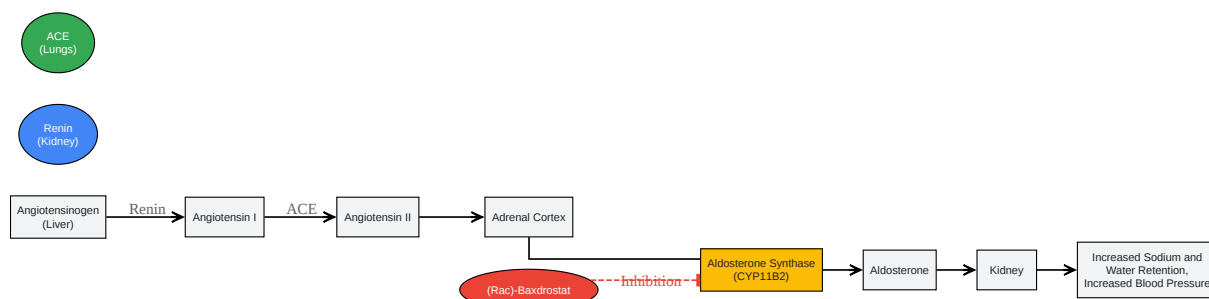 ACE
(Lungs)
Renin
(Kidney)
Angiotensinogen
(Liver)
Renin
Angiotensin I
ACE
Angiotensin II
Adrenal Cortex
(Rac)-Baxdrostat
Inhibition
Aldosterone Synthase
(CYP11B2)
Aldosterone
Kidney
Increased Sodium and
Water Retention,
Increased Blood Pressure